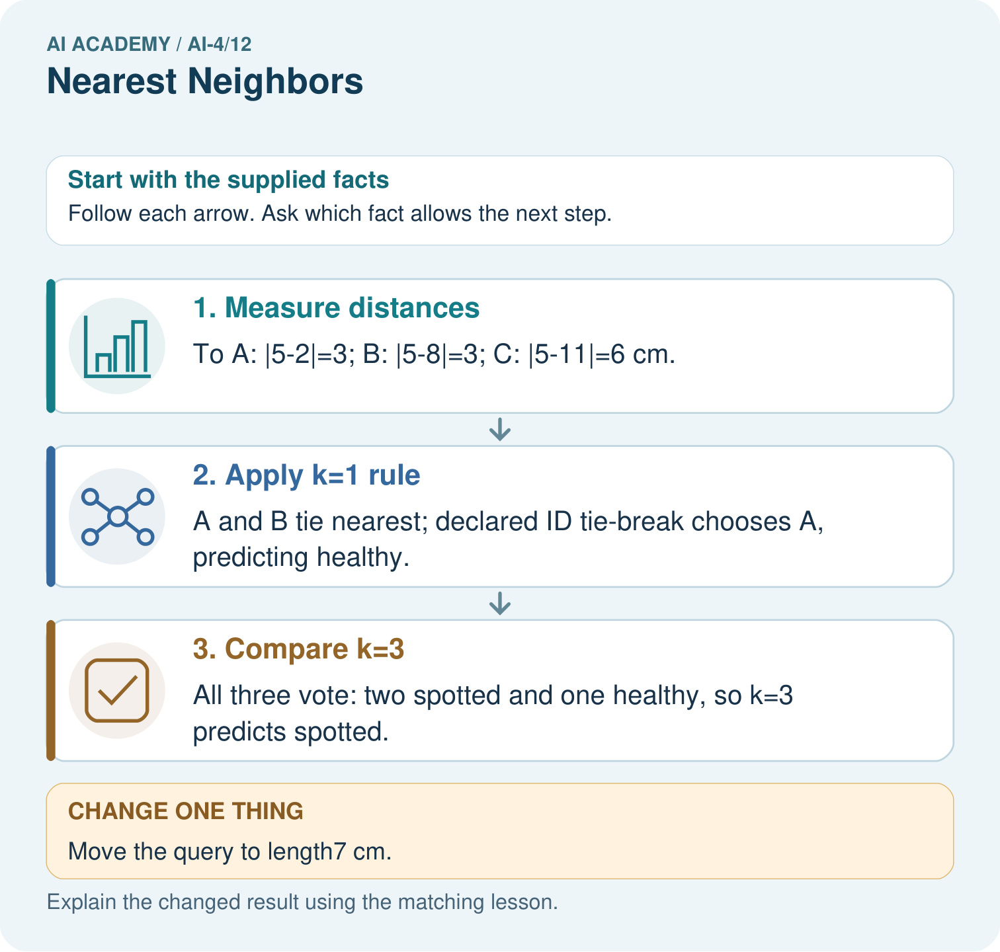 AI ACADEMY / AI-4/12
Nearest Neighbors
Start with the supplied facts
Follow each arrow. Ask which fact allows the next step.
1. Measure distances
To A: |5-2|=3; B: |5-8|=3; C: |5-11|=6 cm.
2. Apply k=1 rule
A and B tie nearest; declared ID tie-break chooses A,
predicting healthy.
3. Compare k=3
All three vote: two spotted and one healthy, so k=3
predicts spotted.
CHANGE ONE THING
Move the query to length7 cm.
Explain the changed result using the matching lesson.